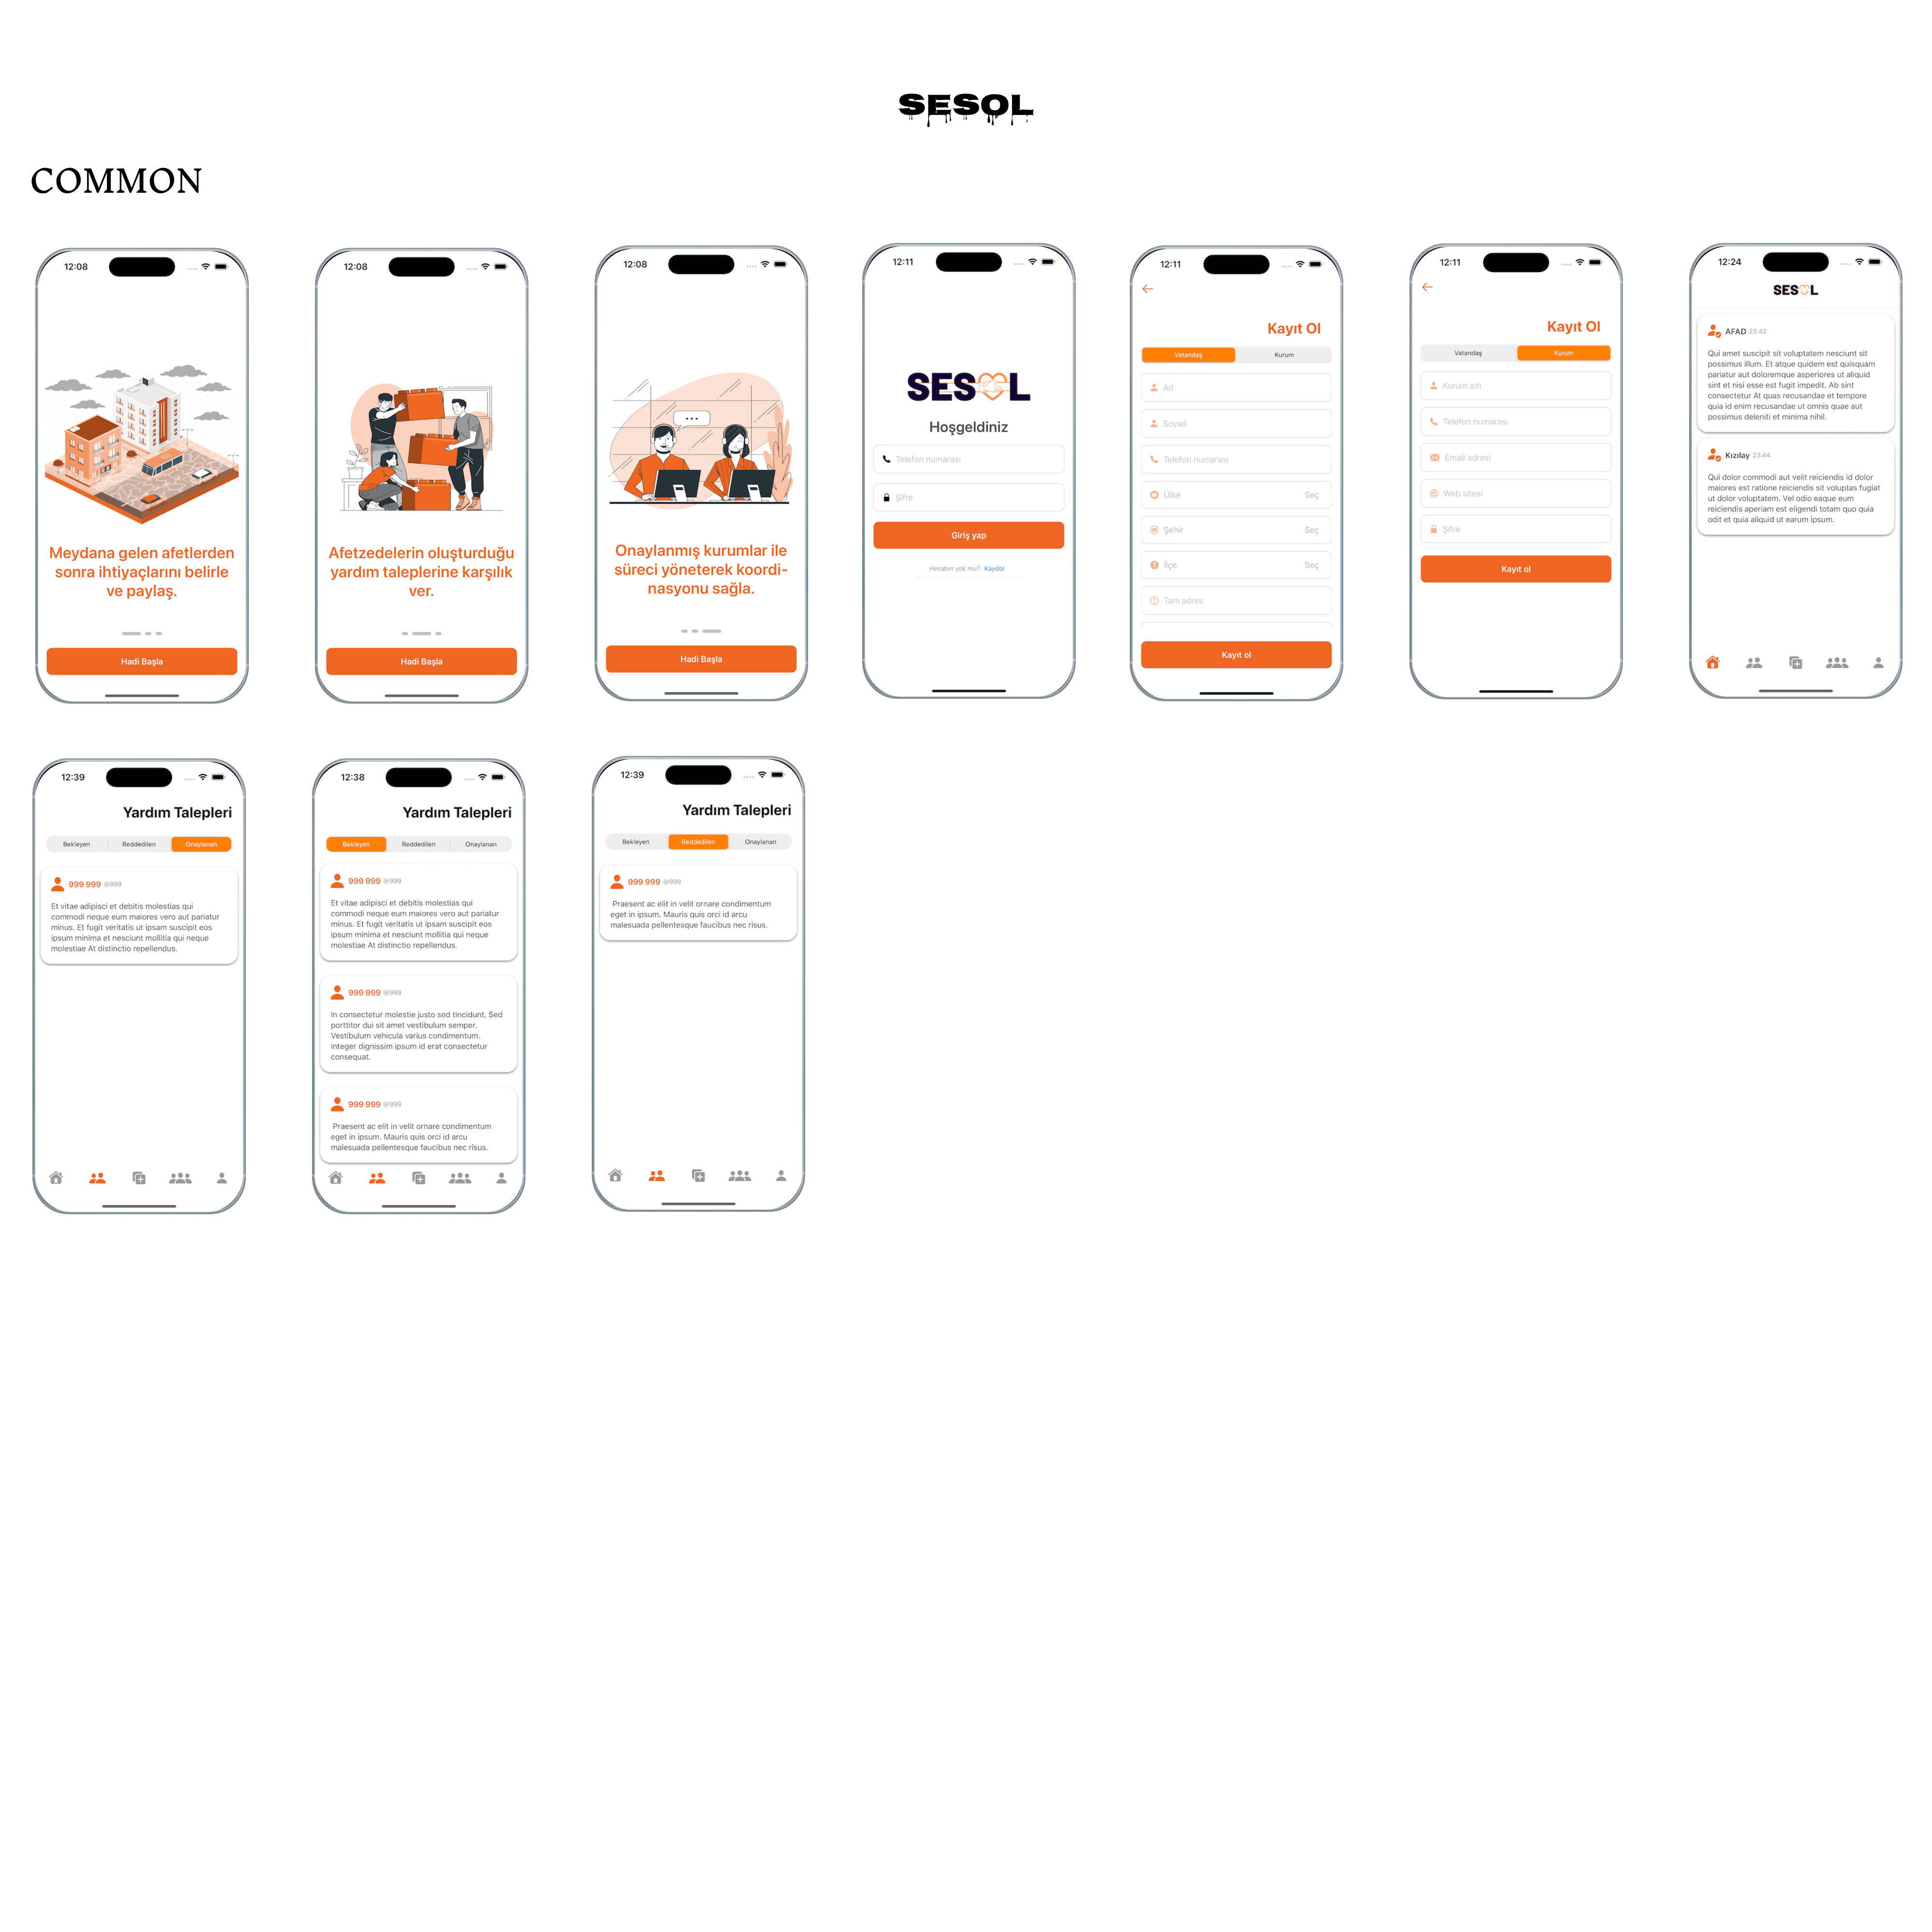 SESOL
COMMON
12:08
Meydana gelen afetlerden
sonra ihtiyaçlarını belirle
ve paylaş.
Hadi Başla
12:08
Afetzedelerin oluşturduğu
yardım taleplerine karşılık
ver.
Hadi Başla
12:08
Onaylanmış kurumlar ile
süreci yöneterek koordi-
nasyonu sağla.
Hadi Başla
12:11
SESOL
Hoşgeldiniz
Telefon numarası
Şifre
Giriş yap
Hesabın yok mu? Kaydol
12:11
Kayıt Ol
Vatandaş Kurum
Ad
Soyad
Telefon numarası
Ülke Seç
Şehir Seç
İlçe Seç
Tam adres
Kayıt ol
12:11
Kayıt Ol
Vatandaş Kurum
Kurum adı
Telefon numarası
Email adresi
Web sitesi
Şifre
Kayıt ol
12:24
SESOL
AFAD 23:42
Qui amet suscipit sit voluptatem nesciunt sit
possimus illum. Et atque quidem est quisquam
pariatur aut doloremque asperiores ut aliquid
sint et nisi esse est fugit impedit. Ab sint
consectetur At quas recusandae et tempore
quia id enim recusandae ut omnis quae aut
possimus deleniti et minima nihil.
Kızılay 23:44
Qui dolor commodi aut velit reiciendis id dolor
maiores est ratione reiciendis sit voluptas fugiat
ut dolor voluptatem. Vel odio eaque eum
reiciendis aperiam est eligendi totam quo quia
odit et quia aliquid ut earum ipsum.
12:39
Yardım Talepleri
Bekleyen Reddedilen Onaylanan
999 999 @999
Et vitae adipisci et debitis molestias qui
commodi neque eum maiores vero aut pariatur
minus. Et fugit veritatis ut ipsam suscipit eos
ipsum minima et nesciunt mollitia qui neque
molestiae At distinctio repellendus.
12:38
Yardım Talepleri
Bekleyen Reddedilen Onaylanan
999 999 @999
Et vitae adipisci et debitis molestias qui
commodi neque eum maiores vero aut pariatur
minus. Et fugit veritatis ut ipsam suscipit eos
ipsum minima et nesciunt mollitia qui neque
molestiae At distinctio repellendus.
999 999 @999
In consectetur molestie justo sed tincidunt. Sed
porttitor dui sit amet vestibulum semper.
Vestibulum vehicula varius condimentum.
Integer dignissim ipsum id erat consectetur
consequat.
999 999 @999
Praesent ac elit in velit ornare condimentum
eget in ipsum. Mauris quis orci id arcu
malesuada pellentesque faucibus nec risus.
12:39
Yardım Talepleri
Bekleyen Reddedilen Onaylanan
999 999 @999
Praesent ac elit in velit ornare condimentum
eget in ipsum. Mauris quis orci id arcu
malesuada pellentesque faucibus nec risus.